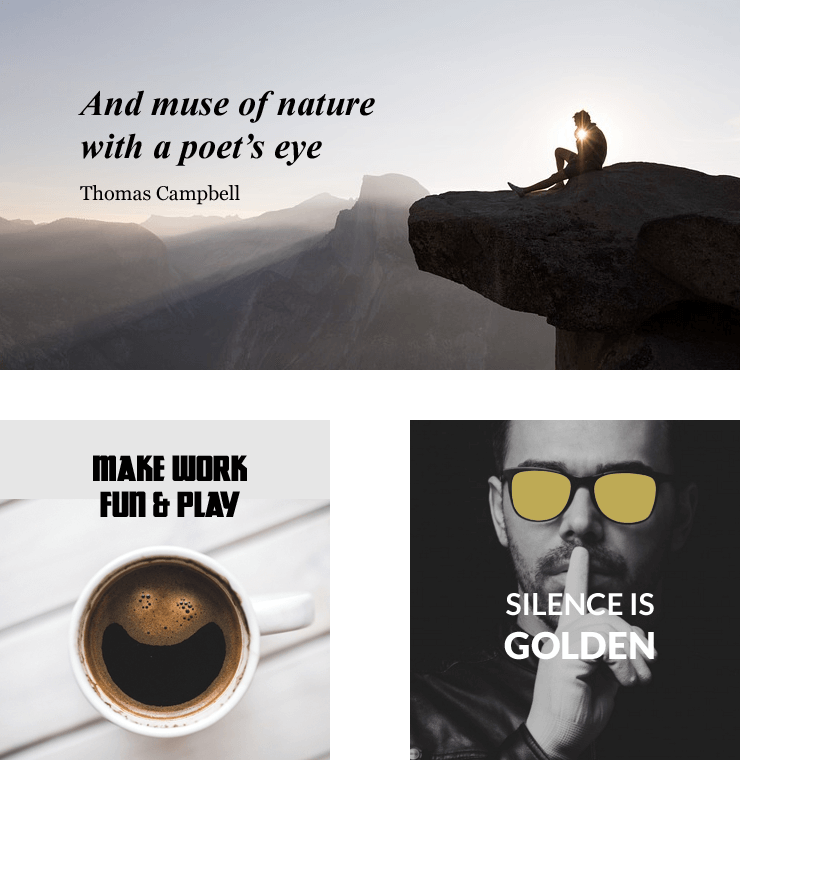 And muse of nature
with a poet’s eye
Thomas Campbell
MAKE WORK
FUN & PLAY
SILENCE IS
GOLDEN